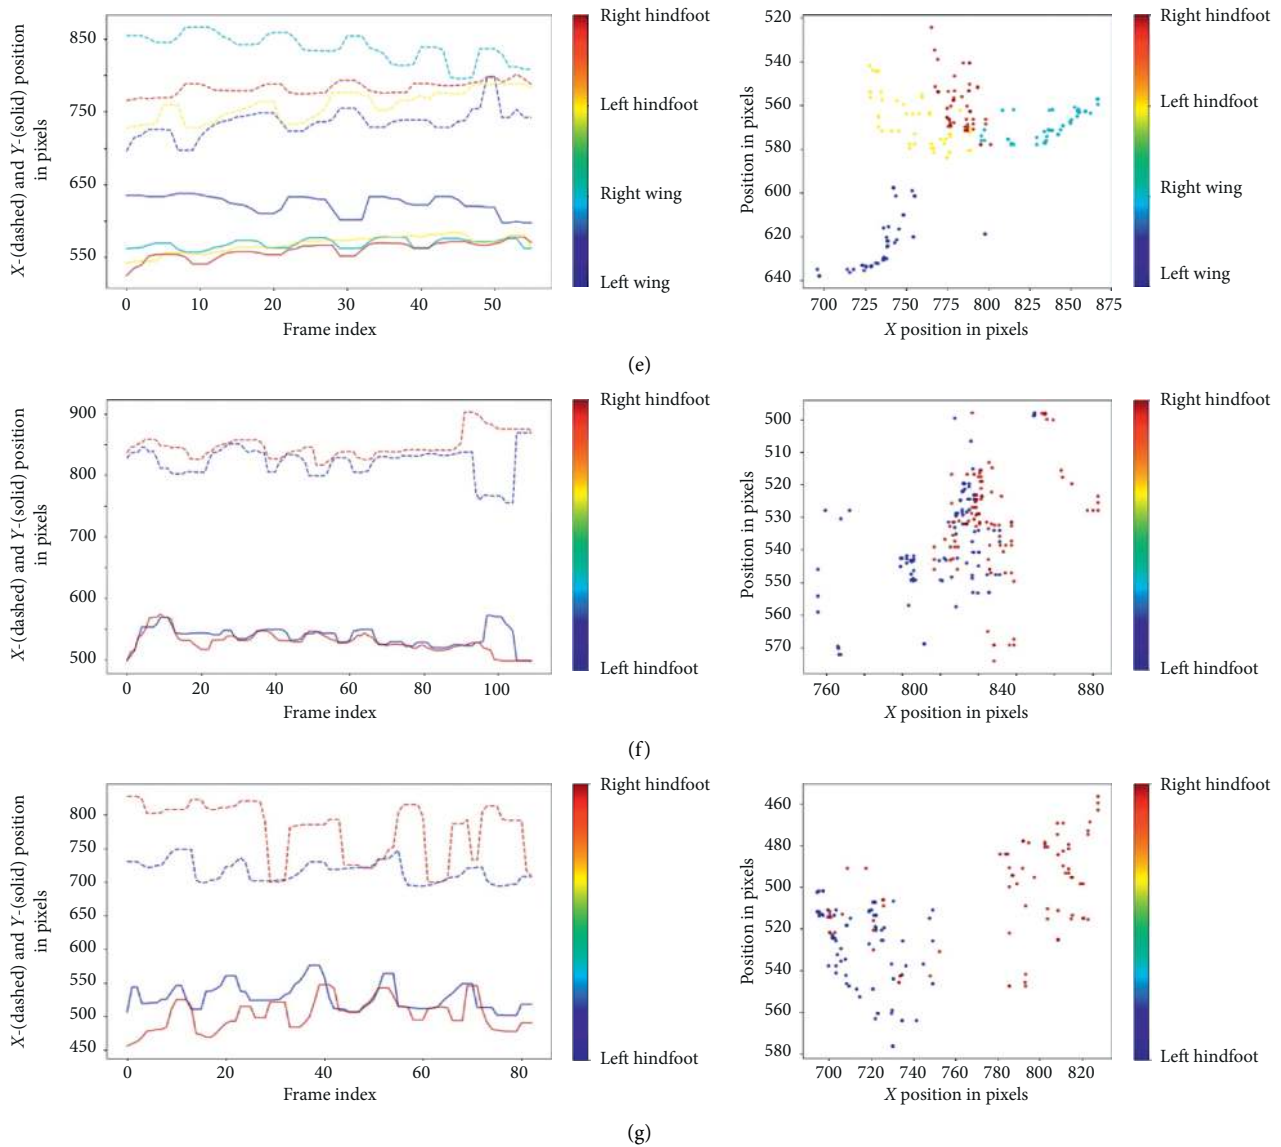 X-(dashed) and Y-(solid) position
in pixels
850
750
650
550
0
10
20
30
40
50
Frame index
Right hindfoot
Left hindfoot
Right wing
Left wing
Position in pixels
520
540
560
580
600
620
640
700
725
750
775
800
825
850
875
X position in pixels
Right hindfoot
Left hindfoot
Right wing
Left wing
(e)
X-(dashed) and Y-(solid) position
in pixels
900
800
700
600
500
0
20
40
60
80
100
Frame index
Right hindfoot
Left hindfoot
Position in pixels
500
510
520
530
540
550
560
570
760
800
840
880
X position in pixels
Right hindfoot
Left hindfoot
(f)
X-(dashed) and Y-(solid) position
in pixels
800
750
700
650
600
550
500
450
0
20
40
60
80
Frame index
Right hindfoot
Left hindfoot
Position in pixels
460
480
500
520
540
560
580
700
720
740
760
780
800
820
X position in pixels
Right hindfoot
Left hindfoot
(g)